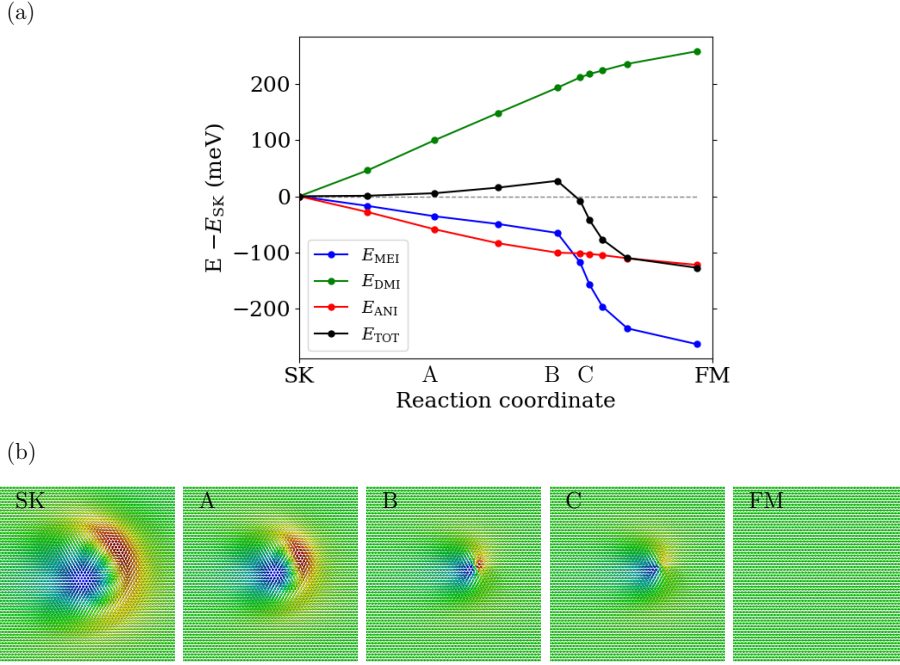 (a)
200
100
0
−100
−200
E −E_SK (meV)
E_MEI
E_DMI
E_ANI
E_TOT
SK A B C FM
Reaction coordinate
(b)
SK A B C FM